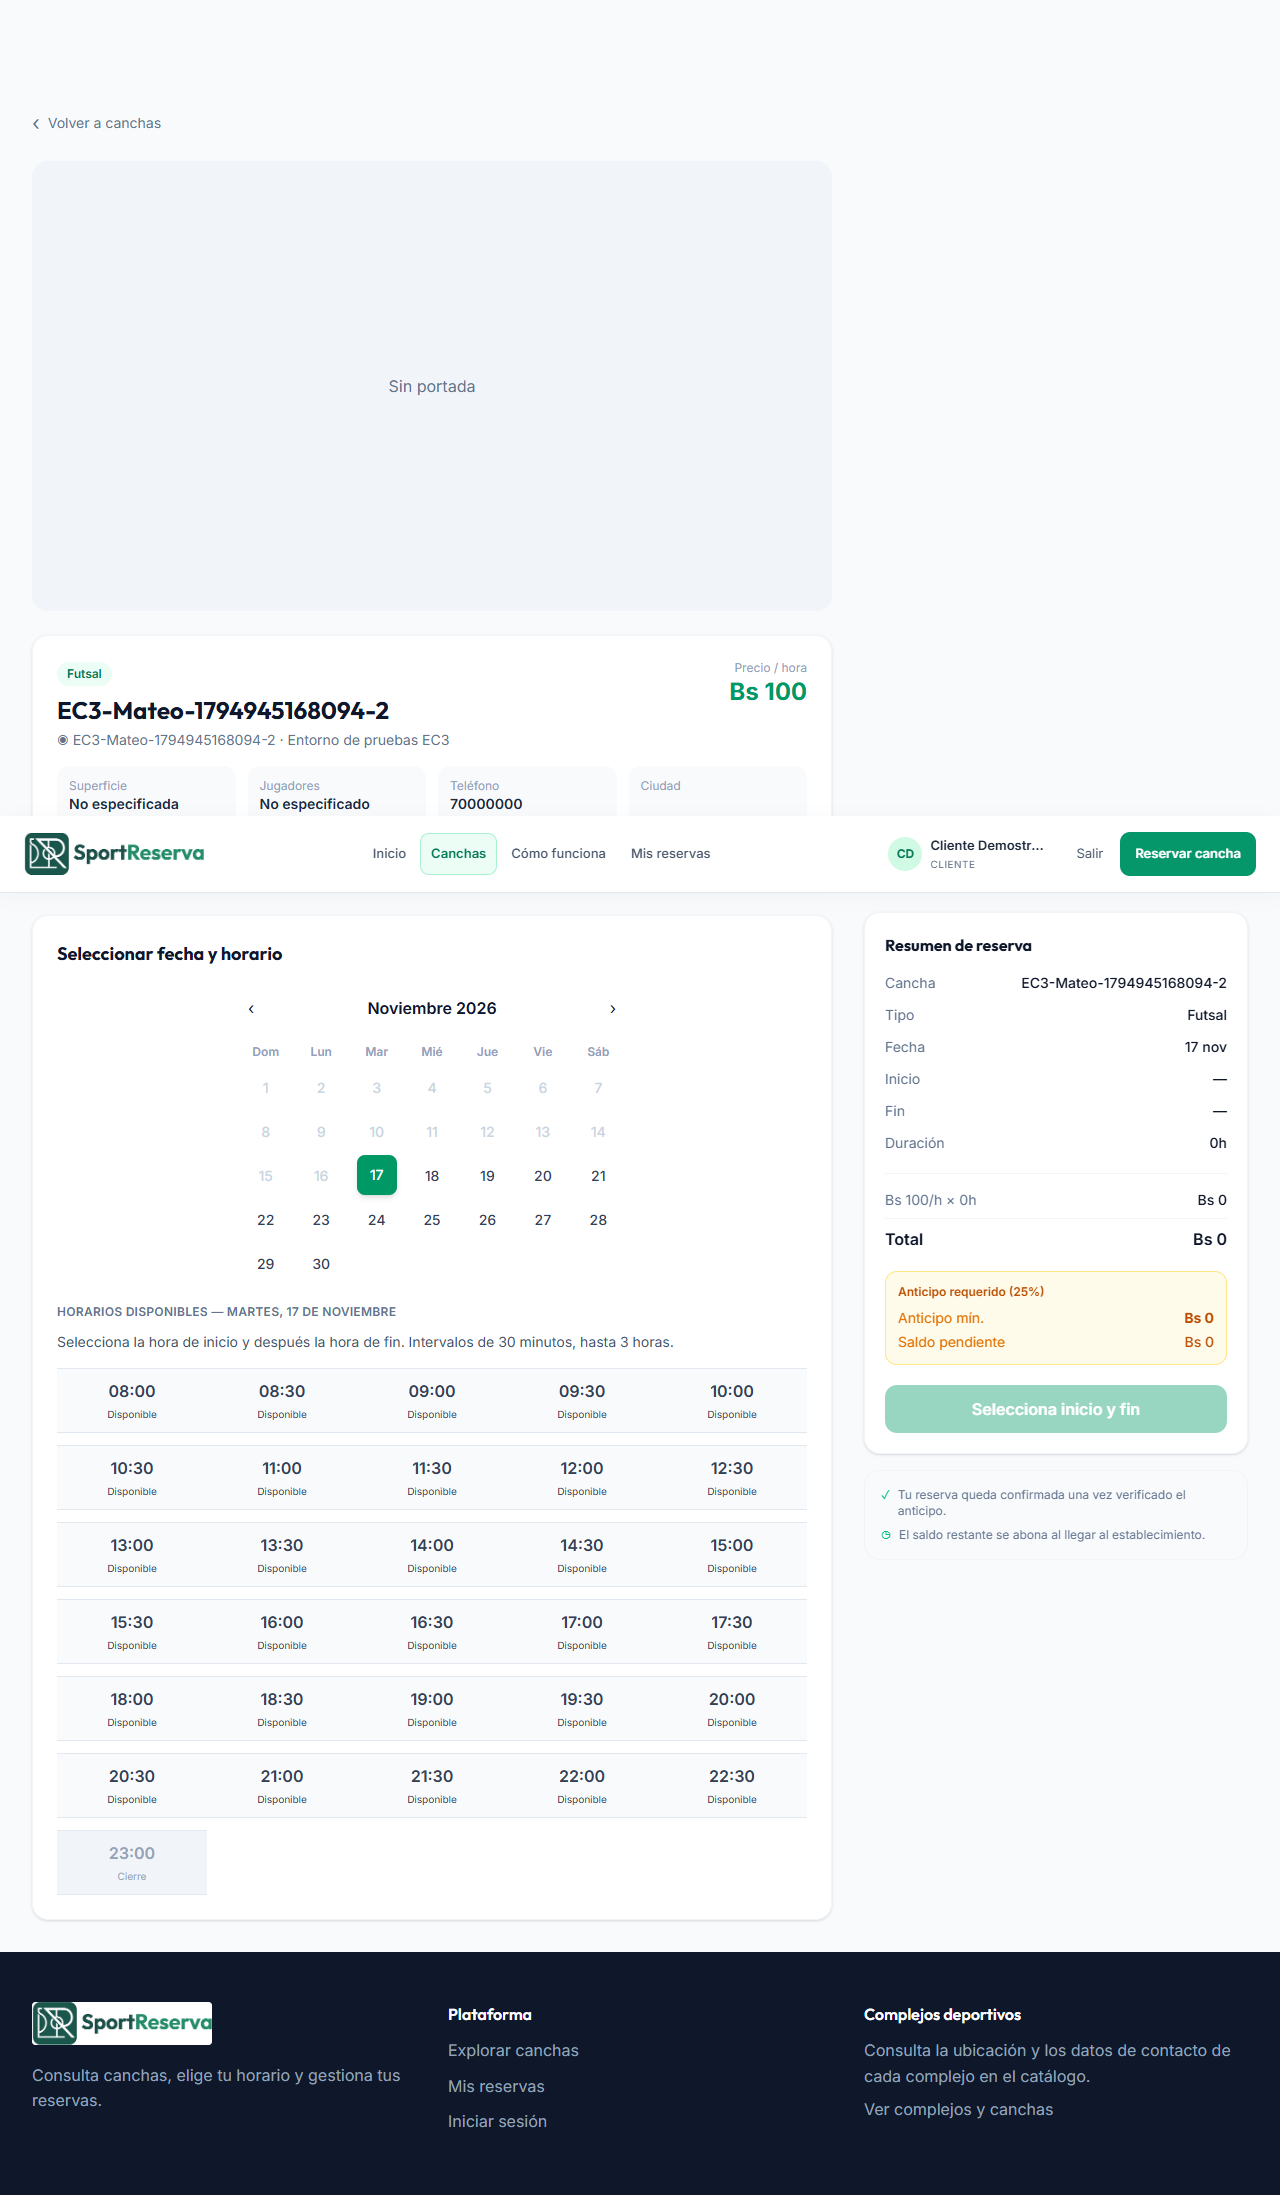 ‹ Volver a canchas
Sin portada
Futsal
Precio / hora
Bs 100
EC3-Mateo-1794945168094-2
◉ EC3-Mateo-1794945168094-2 · Entorno de pruebas EC3
Superficie
No especificada
Jugadores
No especificado
Teléfono
70000000
Ciudad
SportReserva
Inicio
Canchas
Cómo funciona
Mis reservas
CD
Cliente Demostr...
CLIENTE
Salir
Reservar cancha
Seleccionar fecha y horario
‹ Noviembre 2026 ›
Dom Lun Mar Mié Jue Vie Sáb
1 2 3 4 5 6 7
8 9 10 11 12 13 14
15 16 17 18 19 20 21
22 23 24 25 26 27 28
29 30
HORARIOS DISPONIBLES — MARTES, 17 DE NOVIEMBRE
Selecciona la hora de inicio y después la hora de fin. Intervalos de 30 minutos, hasta 3 horas.
08:00 08:30 09:00 09:30 10:00
Disponible Disponible Disponible Disponible Disponible
10:30 11:00 11:30 12:00 12:30
Disponible Disponible Disponible Disponible Disponible
13:00 13:30 14:00 14:30 15:00
Disponible Disponible Disponible Disponible Disponible
15:30 16:00 16:30 17:00 17:30
Disponible Disponible Disponible Disponible Disponible
18:00 18:30 19:00 19:30 20:00
Disponible Disponible Disponible Disponible Disponible
20:30 21:00 21:30 22:00 22:30
Disponible Disponible Disponible Disponible Disponible
23:00
Cierre
Resumen de reserva
Cancha EC3-Mateo-1794945168094-2
Tipo Futsal
Fecha 17 nov
Inicio —
Fin —
Duración 0h
Bs 100/h × 0h Bs 0
Total Bs 0
Anticipo requerido (25%)
Anticipo mín. Bs 0
Saldo pendiente Bs 0
Selecciona inicio y fin
✓ Tu reserva queda confirmada una vez verificado el
anticipo.
◷ El saldo restante se abona al llegar al establecimiento.
SportReserva
Consulta canchas, elige tu horario y gestiona tus
reservas.
Plataforma
Explorar canchas
Mis reservas
Iniciar sesión
Complejos deportivos
Consulta la ubicación y los datos de contacto de
cada complejo en el catálogo.
Ver complejos y canchas